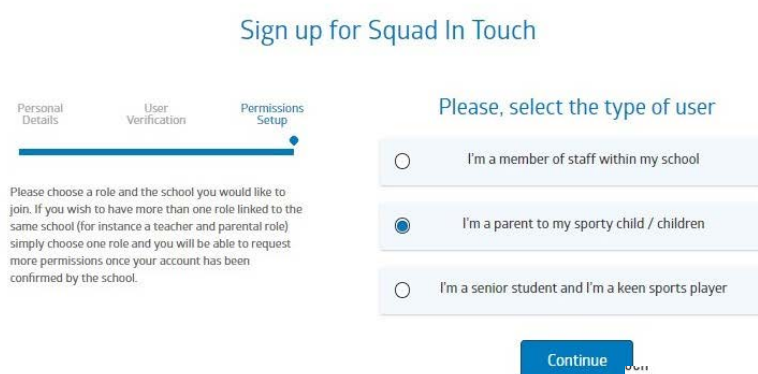 Sign up for Squad In Touch
Personal Details
User Verification
Permissions Setup
Please choose a role and the school you would like to
join. If you wish to have more than one role linked to the
same school (for instance a teacher and parental role)
simply choose one role and you will be able to request
more permissions once your account has been
confirmed by the school.
Please, select the type of user
I'm a member of staff within my school
I'm a parent to my sporty child / children
I'm a senior student and I'm a keen sports player
Continue